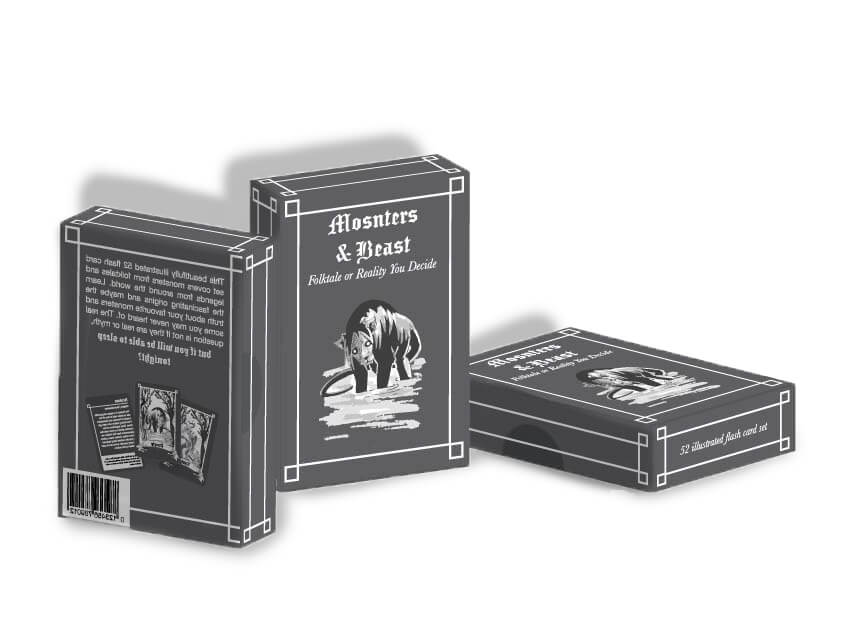 This beautifully illustrated 52 flash card
set covers monsters from folktales and
legends from around the world. Learn
the fascinating origins and maybe the
truth about your favourite monsters and
some you may never heard of. The real
question is not if they are real or myth,
but if you will be able to sleep
tonight?
Mosnters
& Beast
Folktale or Reality You Decide
Mosnters
& Beast
Folktale or Reality You Decide
52 illustrated flash card set